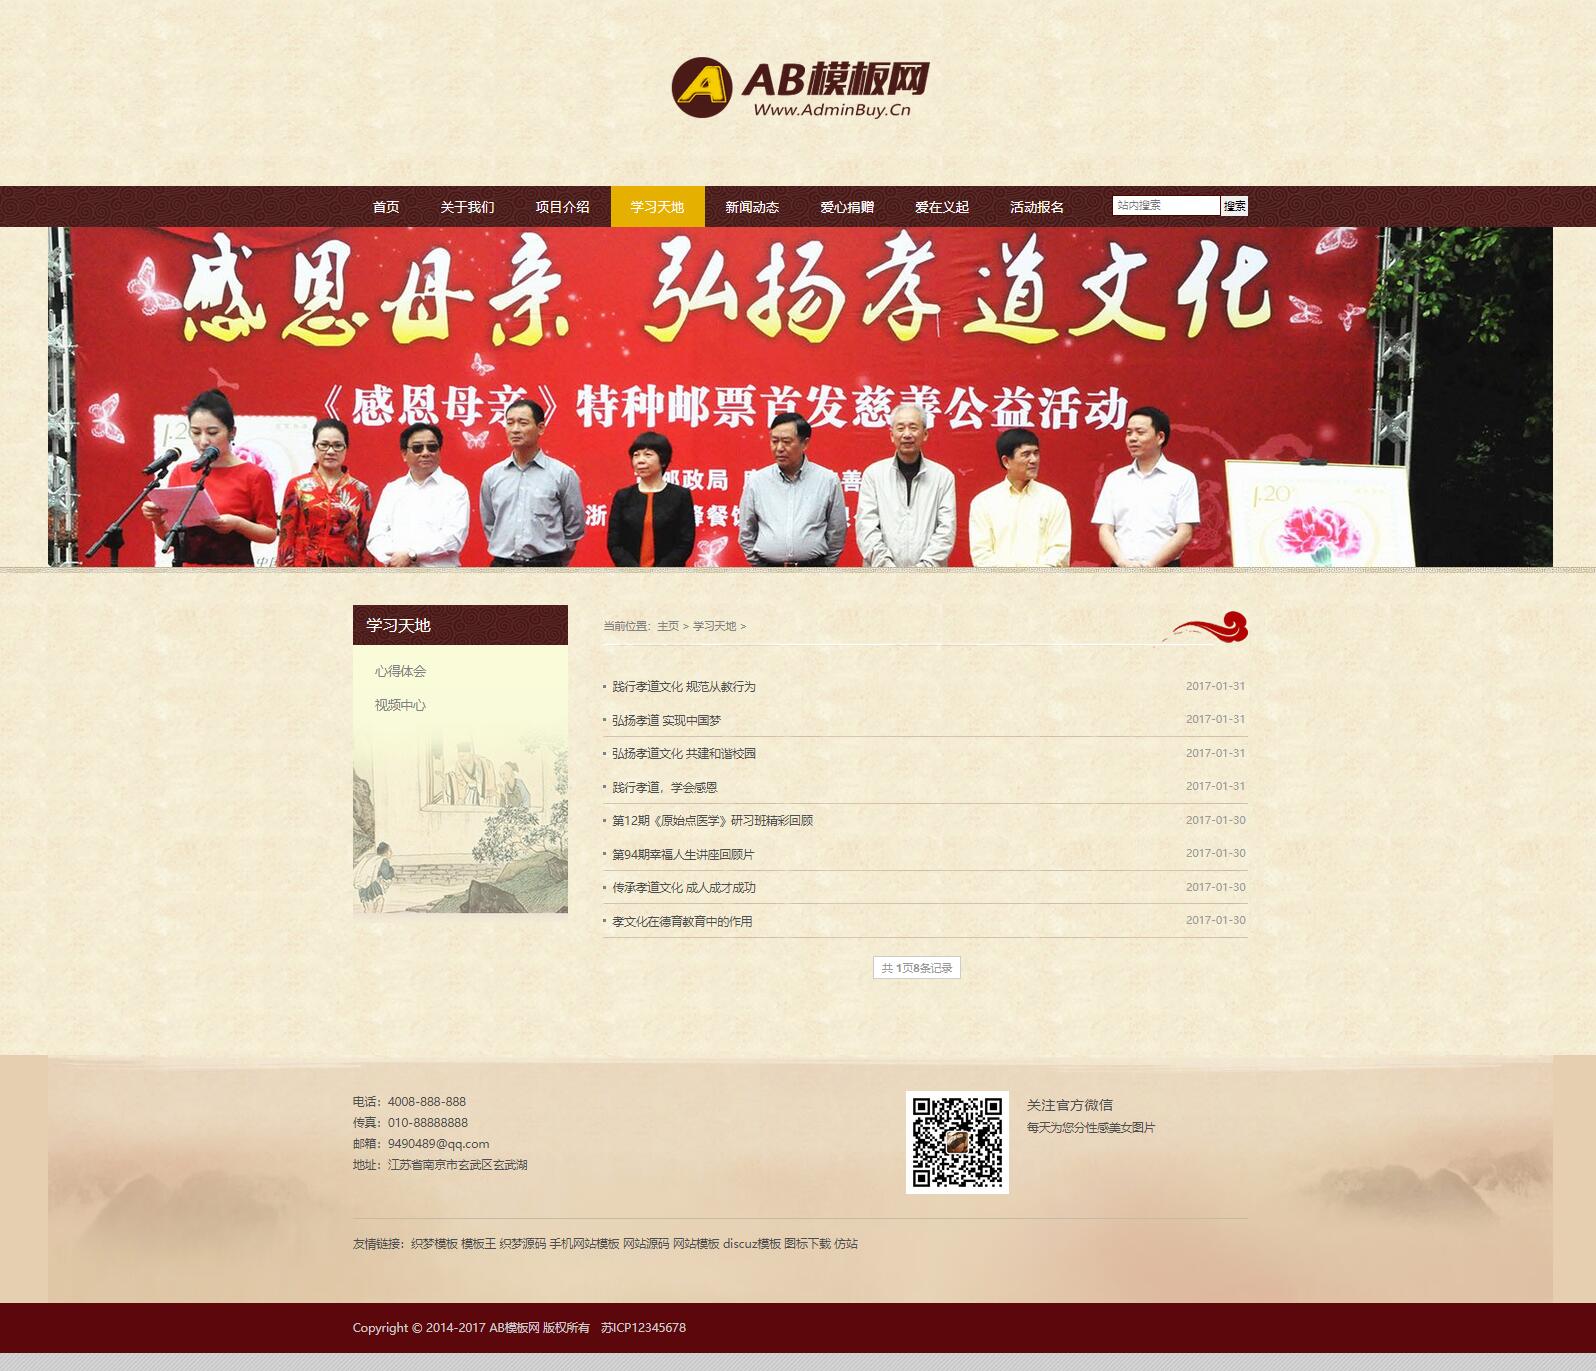 AB模板网
Www.AdminBuy.Cn
首页 关于我们 项目介绍 学习天地 新闻动态 爱心捐赠 爱在义起 活动报名 站内搜索 搜索
感恩母亲 弘扬孝道文化
《感恩母亲》特种邮票首发慈善公益活动
1.2
邮政局
善
1.20
浙
餐饮
中国
学习天地
当前位置：主页 > 学习天地 >
心得体会
视频中心
践行孝道文化 规范从教行为 2017-01-31
弘扬孝道 实现中国梦 2017-01-31
弘扬孝道文化 共建和谐校园 2017-01-31
践行孝道，学会感恩 2017-01-31
第12期《原始点医学》研习班精彩回顾 2017-01-30
第94期幸福人生讲座回顾片 2017-01-30
传承孝道文化 成人成才成功 2017-01-30
孝文化在德育教育中的作用 2017-01-30
共 1页8条记录
电话：4008-888-888
传真：010-88888888
邮箱：9490489@qq.com
地址：江苏省南京市玄武区玄武湖
关注官方微信
每天为您分性感美女图片
友情链接：织梦模板 模板王 织梦源码 手机网站模板 网站源码 网站模板 discuz模板 图标下载 仿站
Copyright © 2014-2017 AB模板网 版权所有 苏ICP12345678